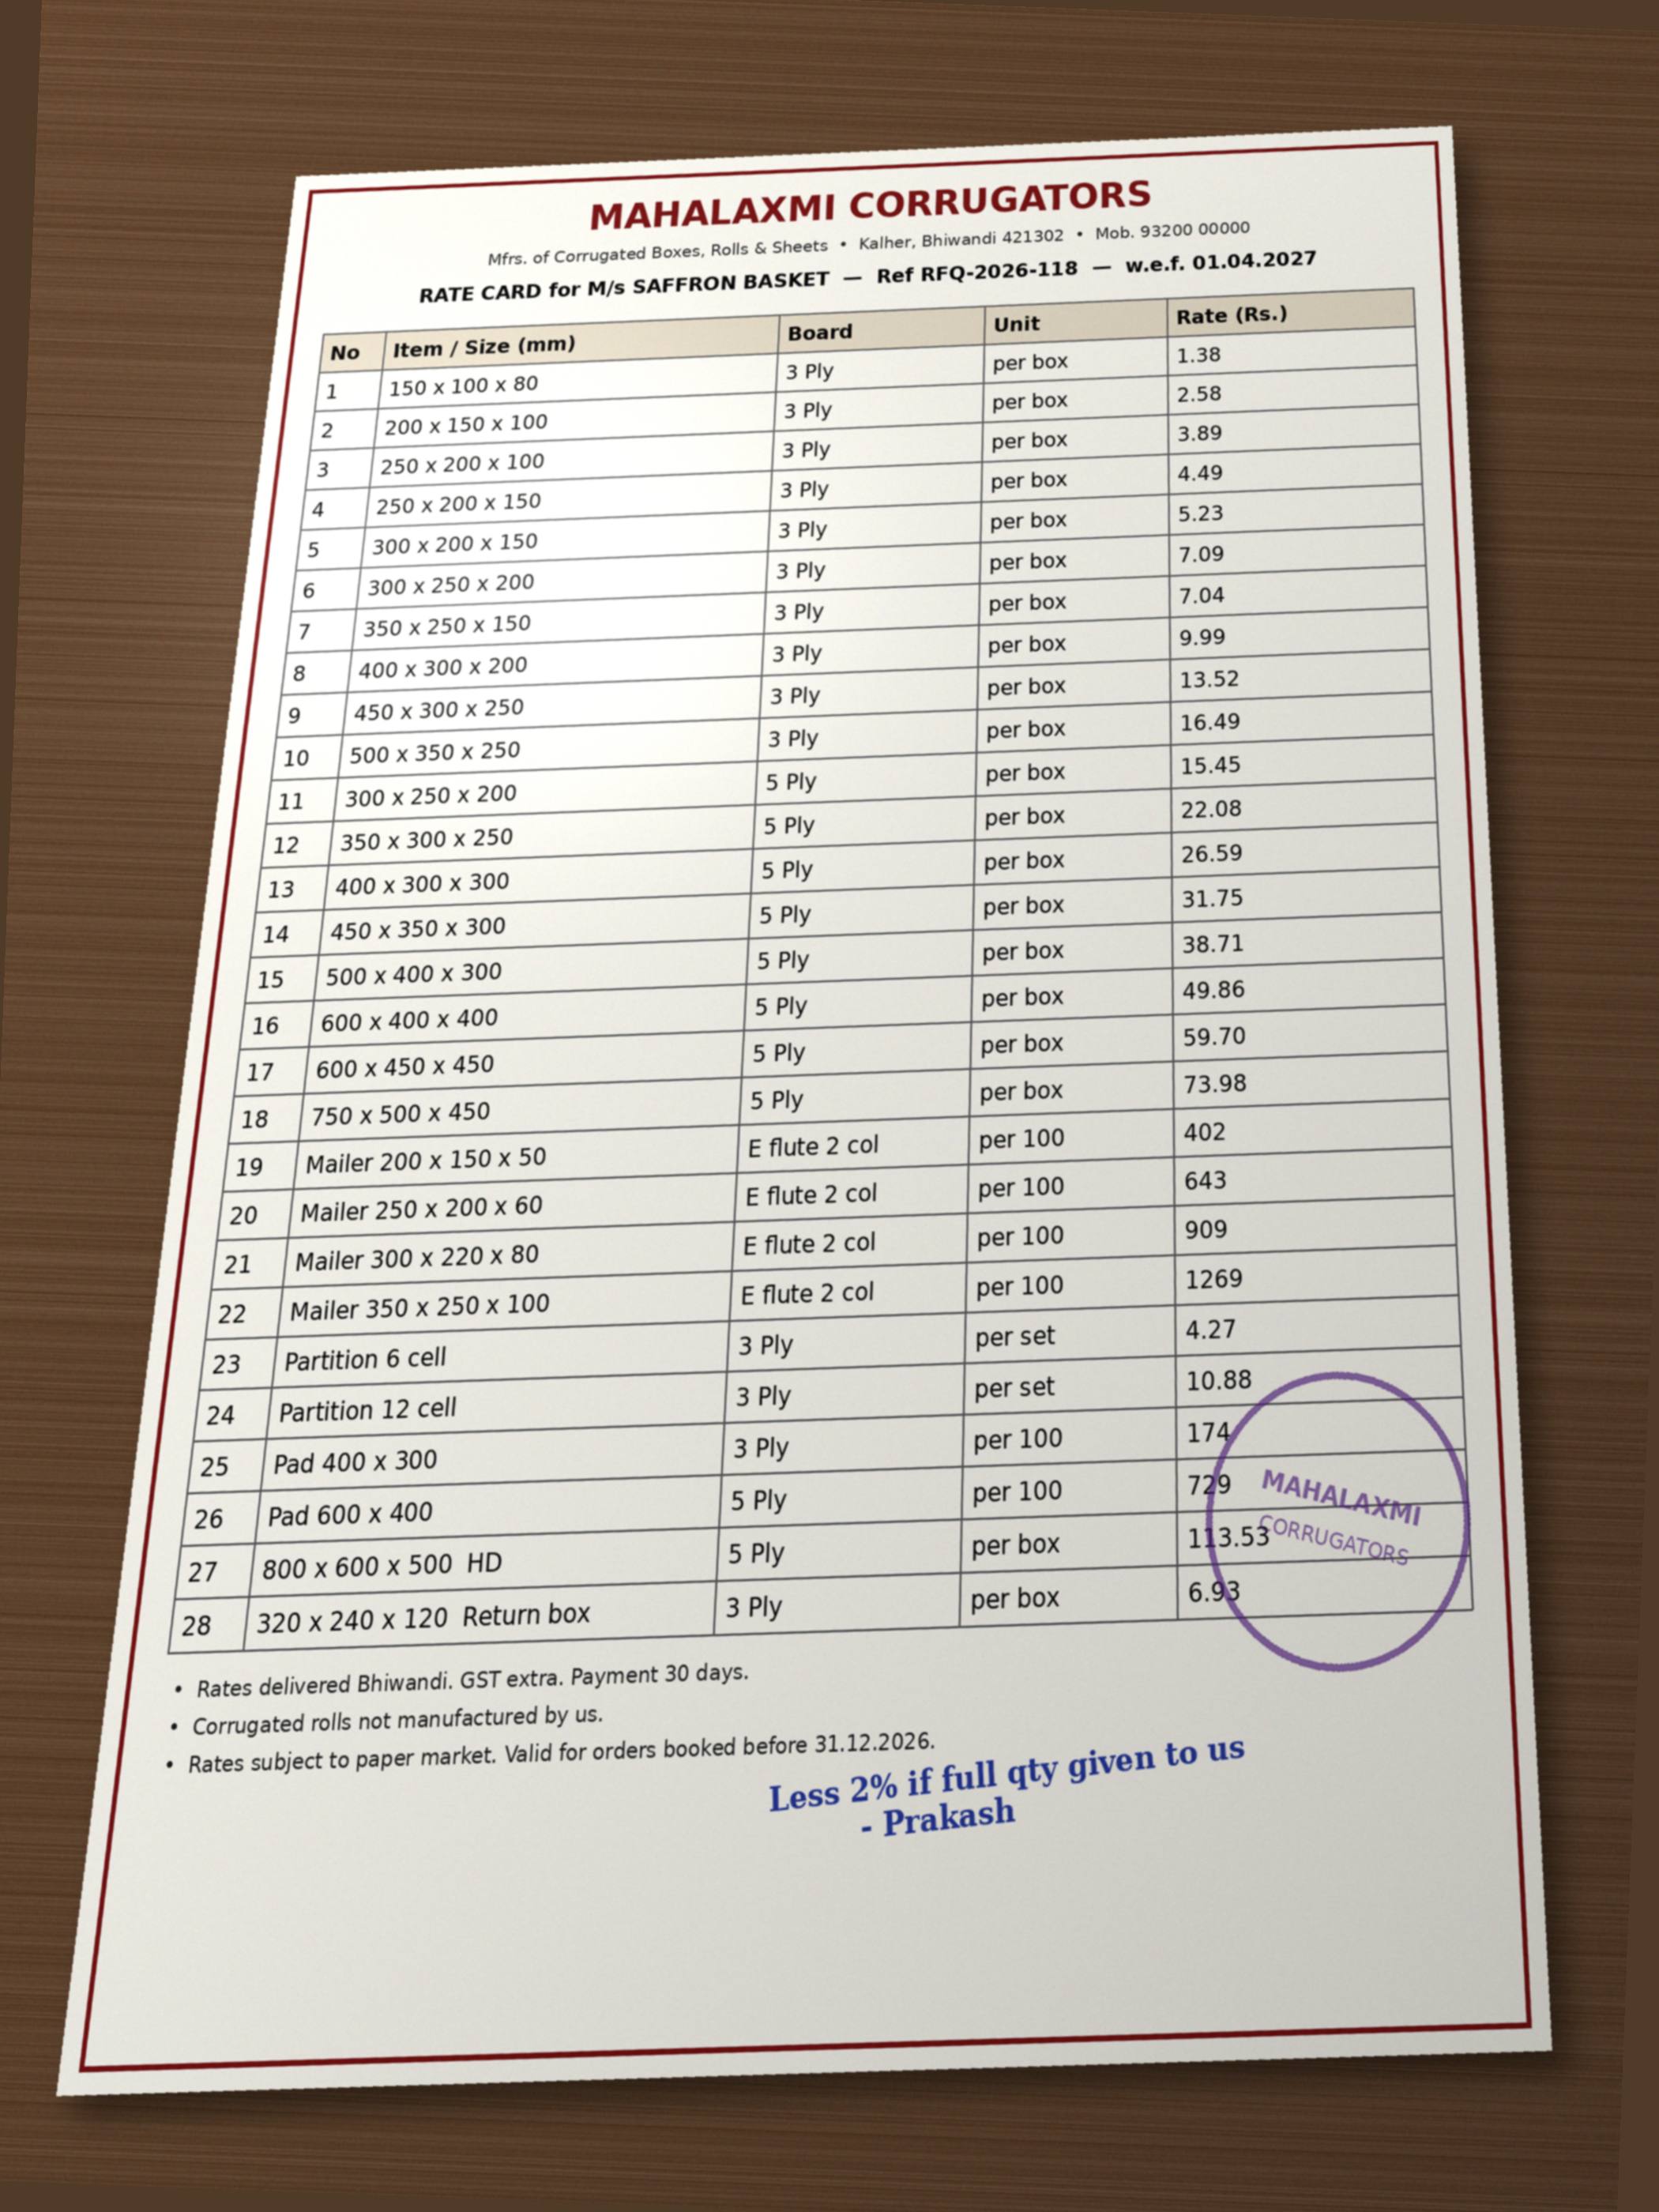 MAHALAXMI CORRUGATORS
Mfrs. of Corrugated Boxes, Rolls & Sheets • Kalher, Bhiwandi 421302 • Mob. 93200 00000
RATE CARD for M/s SAFFRON BASKET — Ref RFQ-2026-118 — w.e.f. 01.04.2027
No Item / Size (mm) Board Unit Rate (Rs.)
1 150 x 100 x 80 3 Ply per box 1.38
2 200 x 150 x 100 3 Ply per box 2.58
3 250 x 200 x 100 3 Ply per box 3.89
4 250 x 200 x 150 3 Ply per box 4.49
5 300 x 200 x 150 3 Ply per box 5.23
6 300 x 250 x 200 3 Ply per box 7.09
7 350 x 250 x 150 3 Ply per box 7.04
8 400 x 300 x 200 3 Ply per box 9.99
9 450 x 300 x 250 3 Ply per box 13.52
10 500 x 350 x 250 3 Ply per box 16.49
11 300 x 250 x 200 5 Ply per box 15.45
12 350 x 300 x 250 5 Ply per box 22.08
13 400 x 300 x 300 5 Ply per box 26.59
14 450 x 350 x 300 5 Ply per box 31.75
15 500 x 400 x 300 5 Ply per box 38.71
16 600 x 400 x 400 5 Ply per box 49.86
17 600 x 450 x 450 5 Ply per box 59.70
18 750 x 500 x 450 5 Ply per box 73.98
19 Mailer 200 x 150 x 50 E flute 2 col per 100 402
20 Mailer 250 x 200 x 60 E flute 2 col per 100 643
21 Mailer 300 x 220 x 80 E flute 2 col per 100 909
22 Mailer 350 x 250 x 100 E flute 2 col per 100 1269
23 Partition 6 cell 3 Ply per set 4.27
24 Partition 12 cell 3 Ply per set 10.88
25 Pad 400 x 300 3 Ply per 100 174
26 Pad 600 x 400 5 Ply per 100 729
27 800 x 600 x 500 HD 5 Ply per box 113.53
28 320 x 240 x 120 Return box 3 Ply per box 6.93
MAHALAXMI
CORRUGATORS
• Rates delivered Bhiwandi. GST extra. Payment 30 days.
• Corrugated rolls not manufactured by us.
• Rates subject to paper market. Valid for orders booked before 31.12.2026.
Less 2% if full qty given to us
- Prakash